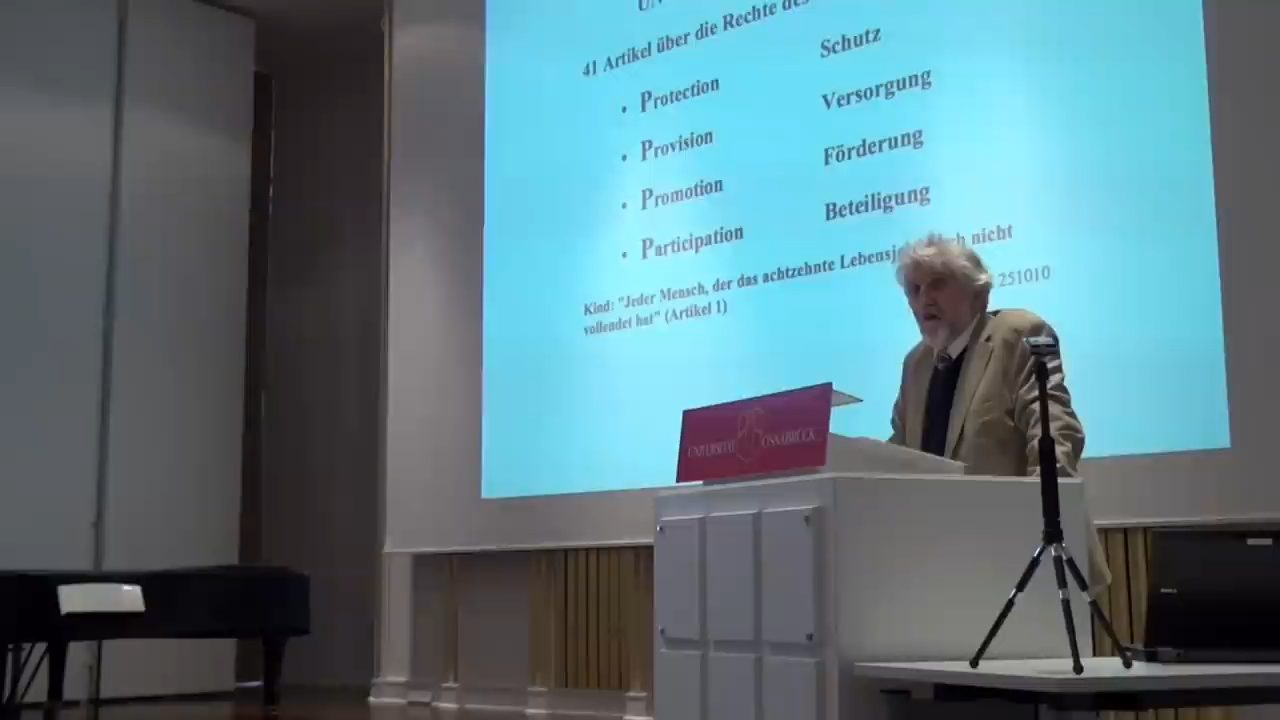 UN
41 Artikel über die Rechte des
• Protection Schutz
• Provision Versorgung
• Promotion Förderung
• Participation Beteiligung
Kind: "Jeder Mensch, der das achtzehnte Lebensj nicht
vollendet hat" (Artikel 1) 251010
UNIVERSITÄT OSNABRÜCK